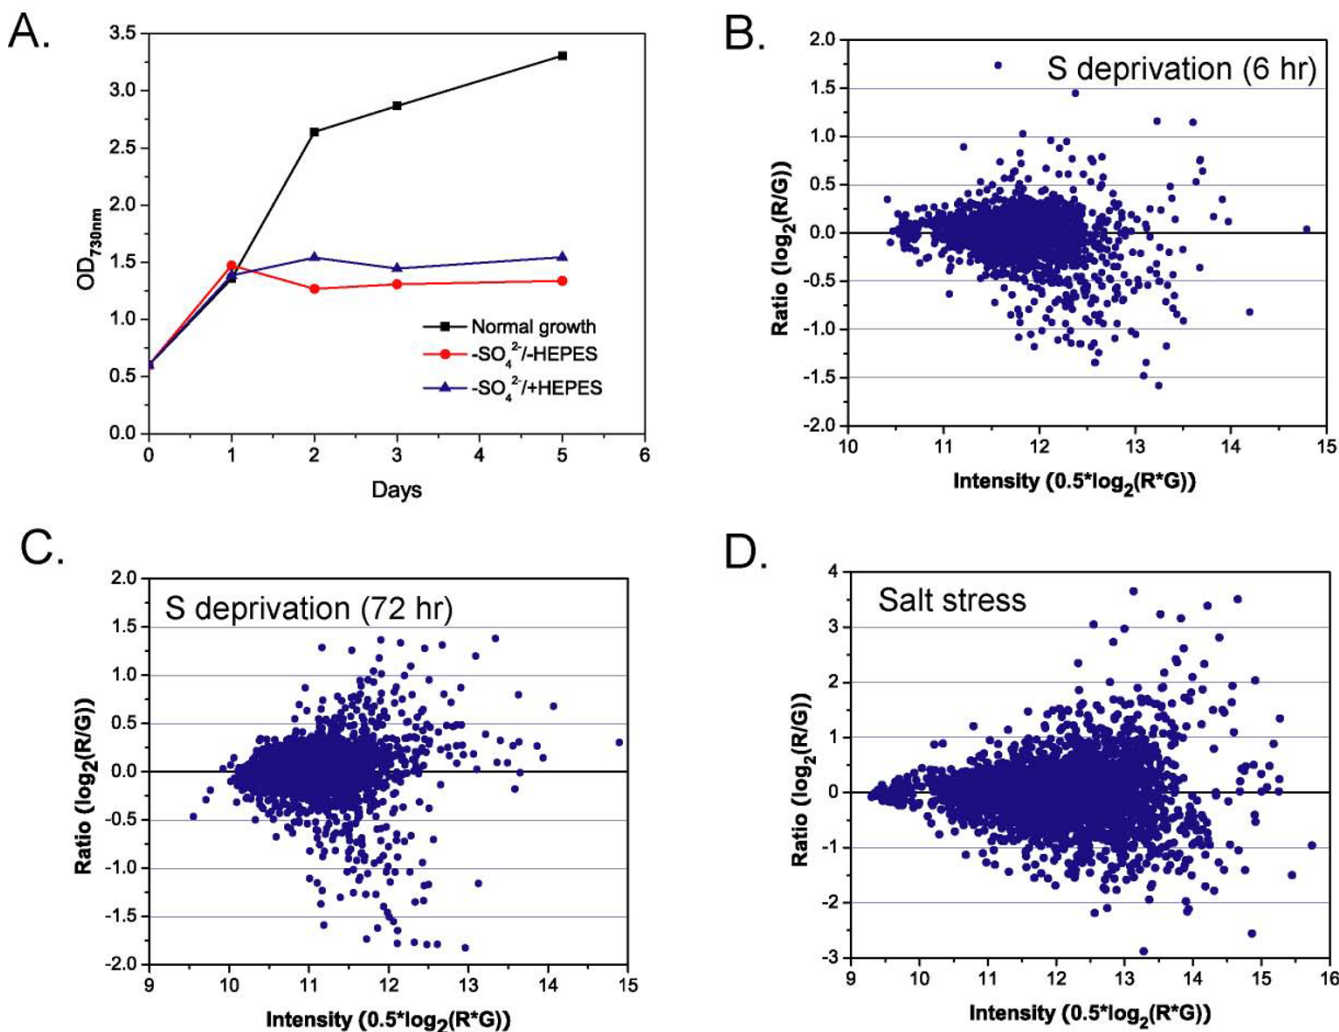 A.
3.5
3.0
2.5
2.0
1.5
1.0
0.5
0.0
OD730nm
0 1 2 3 4 5 6
Days
Normal growth
-SO4 2-/-HEPES
-SO4 2-/+HEPES
B.
S deprivation (6 hr)
2.0
1.5
1.0
0.5
0.0
-0.5
-1.0
-1.5
-2.0
Ratio (log2(R/G))
10 11 12 13 14 15
Intensity (0.5*log2(R*G))
C.
S deprivation (72 hr)
2.0
1.5
1.0
0.5
0.0
-0.5
-1.0
-1.5
-2.0
Ratio (log2(R/G))
9 10 11 12 13 14 15
Intensity (0.5*log2(R*G))
D.
Salt stress
4
3
2
1
0
-1
-2
-3
Ratio (log2(R/G))
9 10 11 12 13 14 15 16
Intensity (0.5*log2(R*G))